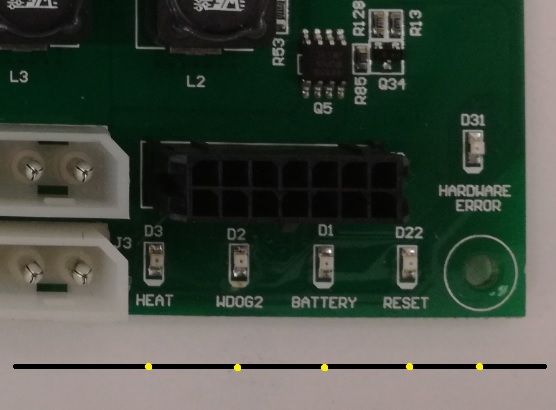 R128
R13
R53
L3
L2
R85
Q34
Q5
D31
HARDWARE
ERROR
J3
D3
D2
D1
D22
HEAT
WDOG2
BATTERY
RESET